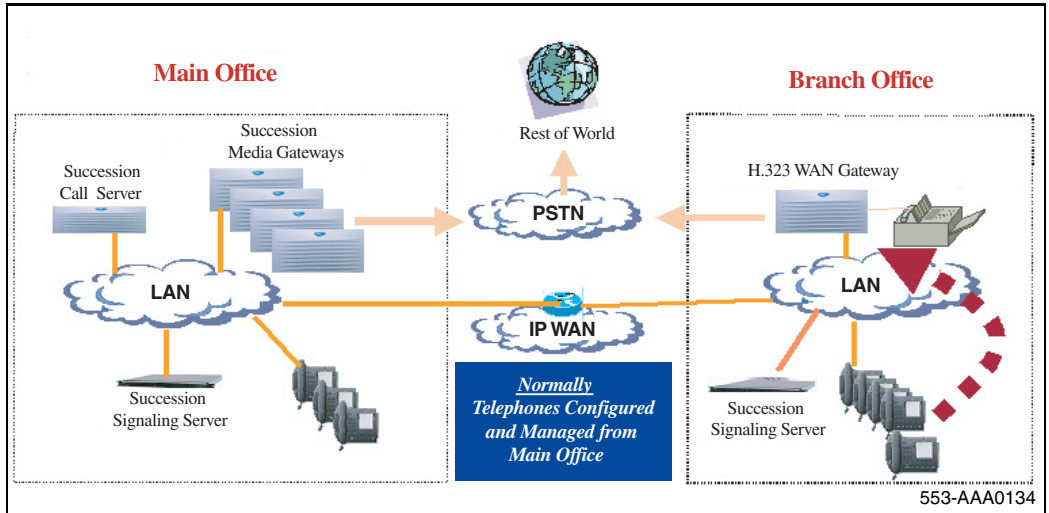 Main Office
Branch Office
Rest of World
Succession
Media Gateways
Succession
Call Server
H.323 WAN Gateway
PSTN
LAN
LAN
IP WAN
Succession
Signaling Server
Normally
Telephones Configured
and Managed from
Main Office
Succession
Signaling Server
553-AAA0134